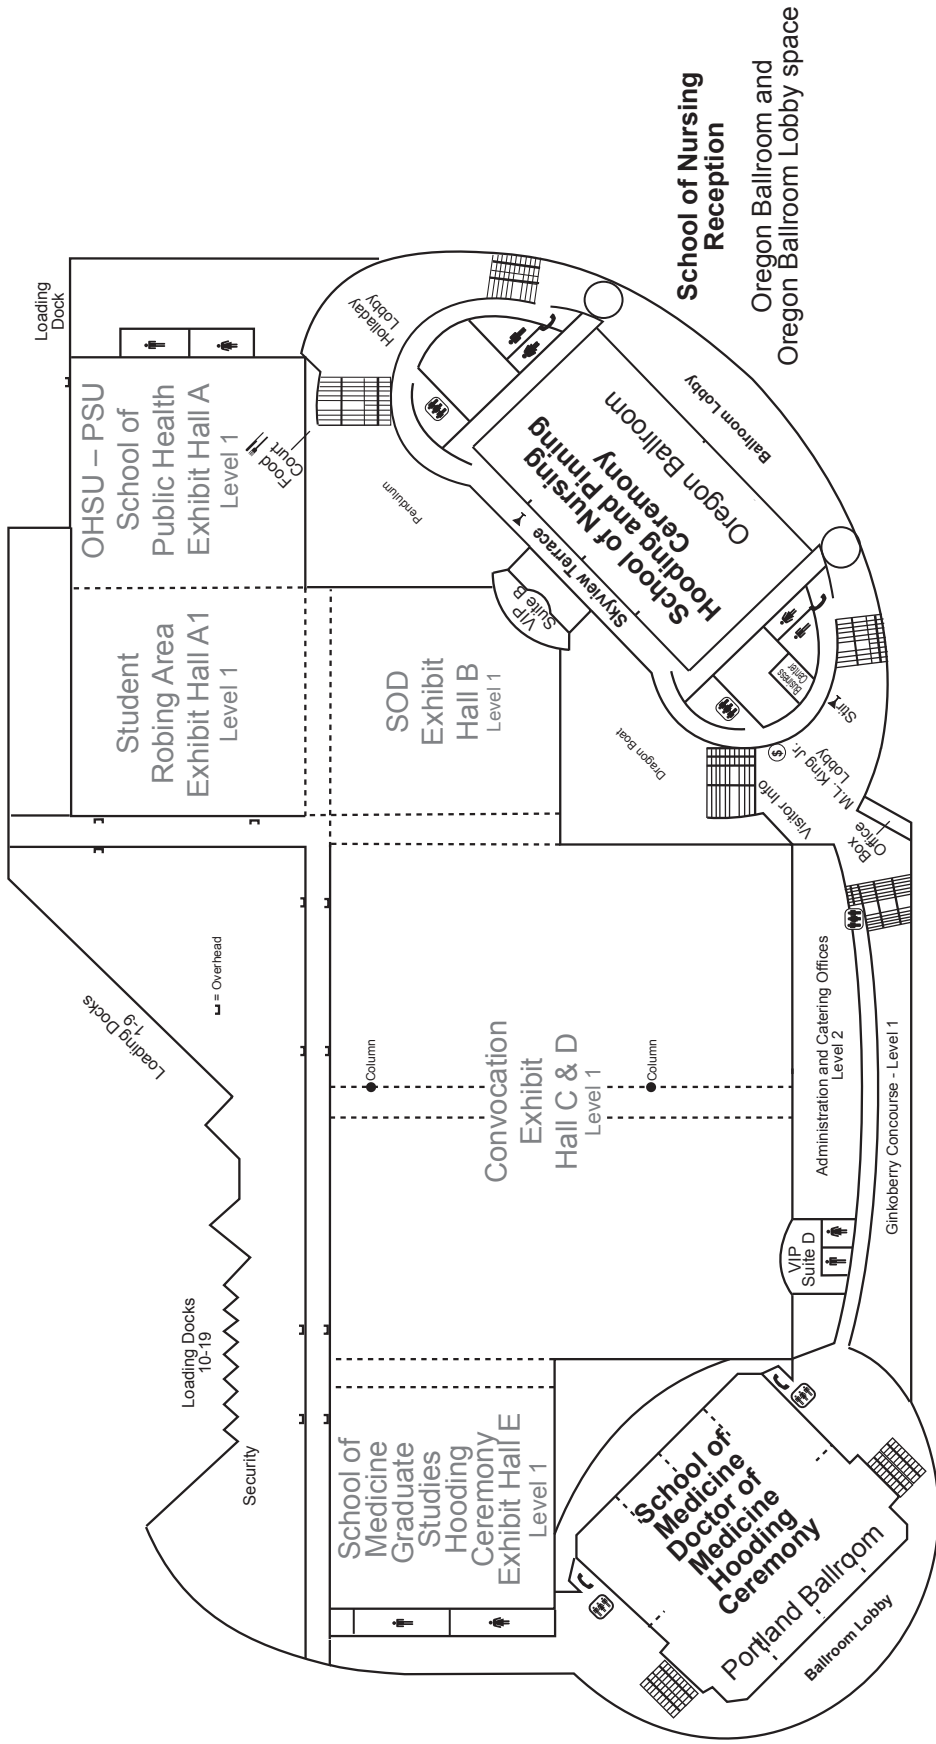 School of Nursing
Reception
Oregon Ballroom and
Oregon Ballroom Lobby space
Loading
Dock
OHSU – PSU
School of
Public Health
Exhibit Hall A
Level 1
Food
Court
Holladay
Lobby
Pendulum
Student
Robing Area
Exhibit Hall A1
Level 1
SOD
Exhibit
Hall B
Level 1
VIP
Suite B
Skyview Terrace
School of Nursing
Hooding and Pinning
Ceremony
Oregon Ballroom
Ballroom Lobby
Business
Center
Stir
$
M.L. King Jr.
Lobby
Visitor Info
Dragon Boat
Box
Office
Loading Docks
1-9
= Overhead
Convocation
Exhibit
Hall C & D
Level 1
Column
Column
Administration and Catering Offices
Level 2
Ginkoberry Concourse - Level 1
VIP
Suite D
Loading Docks
10-19
Security
School of
Medicine
Graduate
Studies
Hooding
Ceremony
Exhibit Hall E
Level 1
School of
Medicine
Doctor of
Medicine
Hooding
Ceremony
Portland Ballroom
Ballroom Lobby